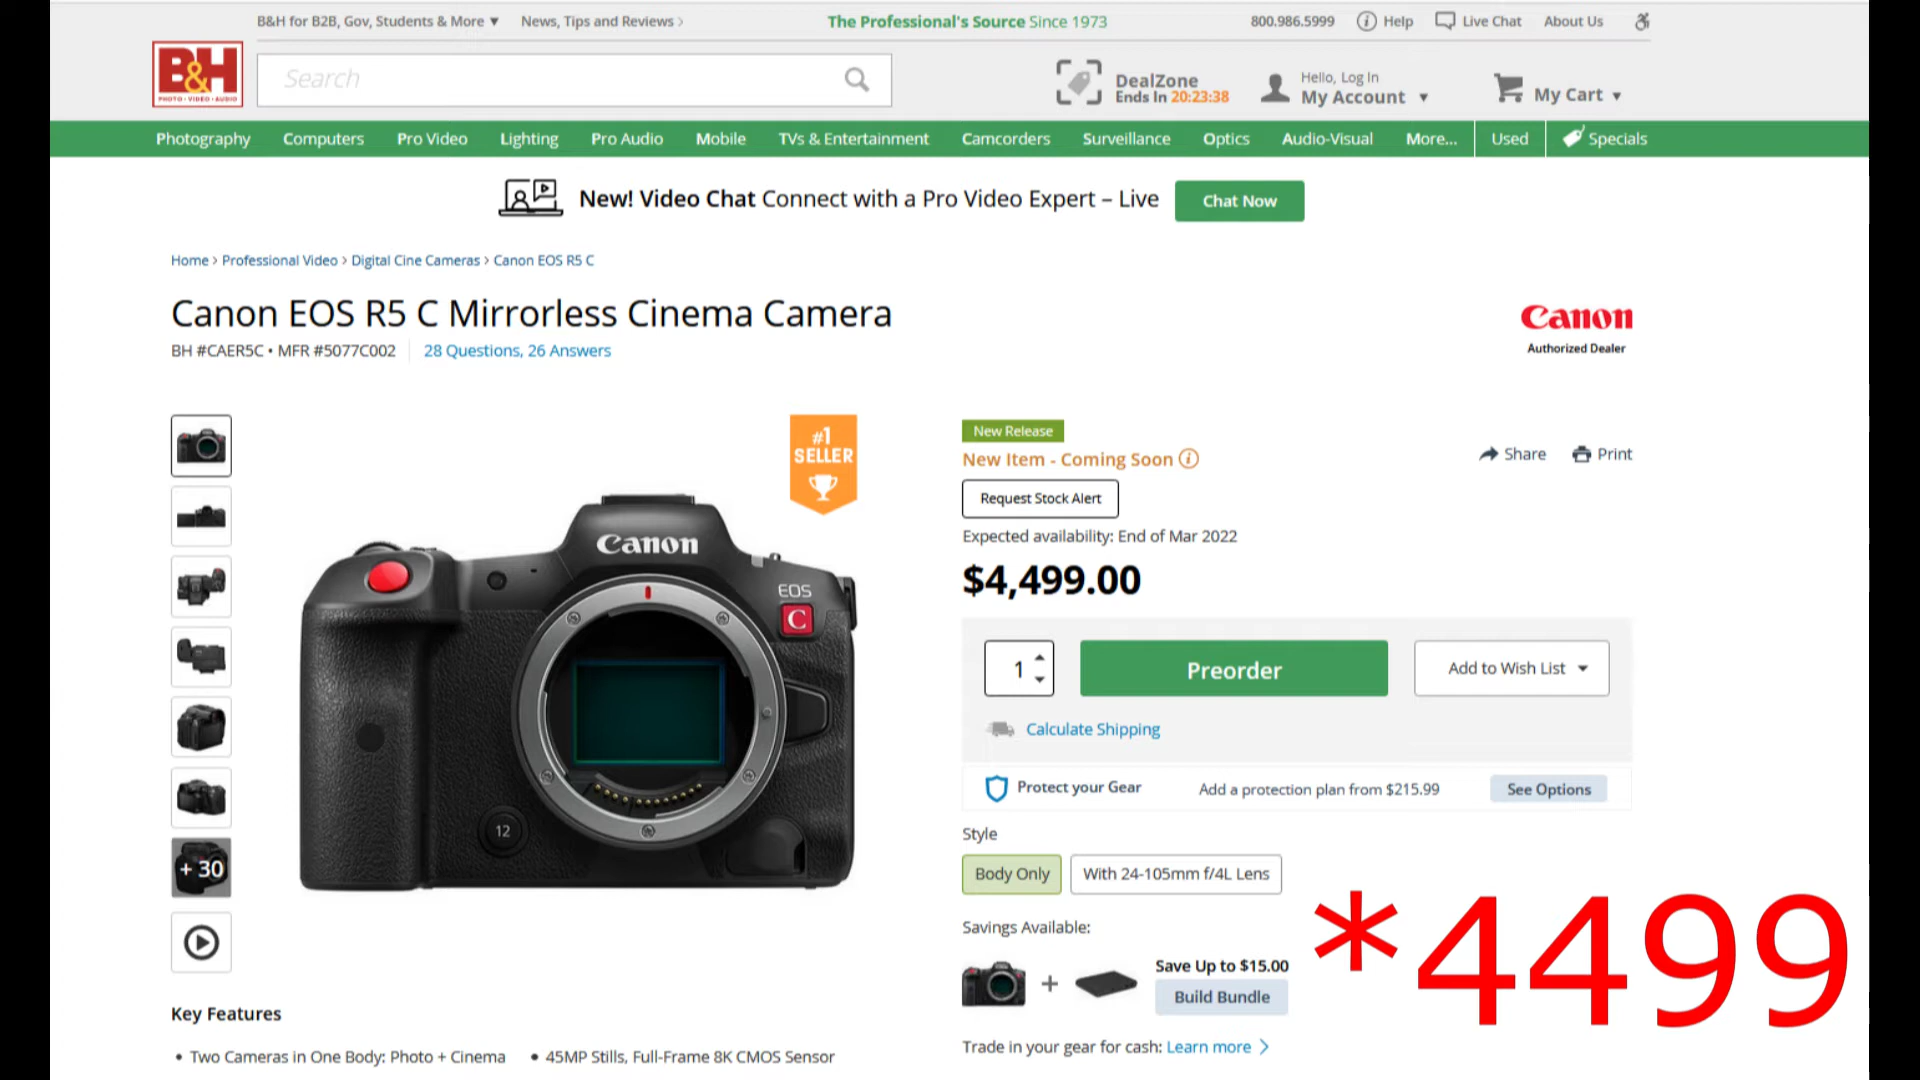 B&H for B2B, Gov, Students & More ▼ News, Tips and Reviews > The Professional's Source Since 1973 800.986.5999 Help Live Chat About Us
B&H
PHOTO • VIDEO • AUDIO
Search
DealZone
Ends In 20:23:38
Hello, Log In
My Account ▼
My Cart ▼
Photography Computers Pro Video Lighting Pro Audio Mobile TVs & Entertainment Camcorders Surveillance Optics Audio-Visual More... Used Specials
New! Video Chat Connect with a Pro Video Expert – Live Chat Now
Home > Professional Video > Digital Cine Cameras > Canon EOS R5 C
Canon EOS R5 C Mirrorless Cinema Camera
BH #CAER5C • MFR #5077C002 28 Questions, 26 Answers
Canon
Authorized Dealer
#1
SELLER
Canon
EOS
C
12
+ 30
New Release
New Item - Coming Soon
Share Print
Request Stock Alert
Expected availability: End of Mar 2022
$4,499.00
1 Preorder Add to Wish List
Calculate Shipping
Protect your Gear Add a protection plan from $215.99 See Options
Style
Body Only With 24-105mm f/4L Lens
Savings Available:
+ Save Up to $15.00
Build Bundle
*4499
Trade in your gear for cash: Learn more >
Key Features
• Two Cameras in One Body: Photo + Cinema • 45MP Stills, Full-Frame 8K CMOS Sensor